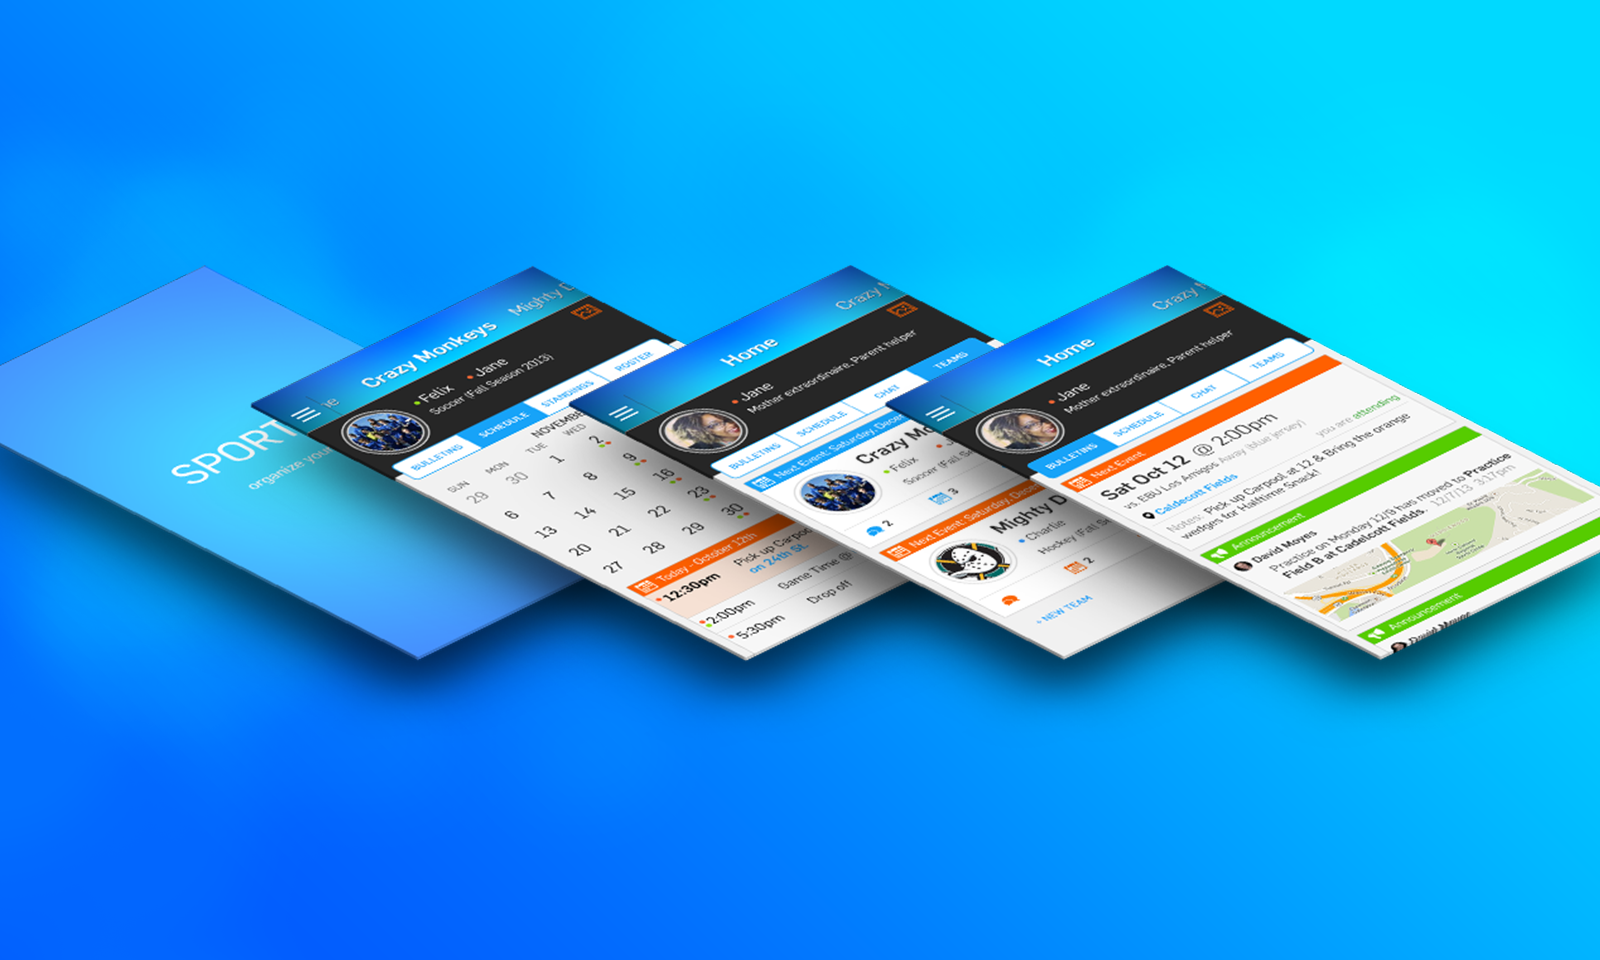 SPORT
organize your
Crazy Monkeys
Mighty D
Felix
Jane
Soccer (Fall Season 2013)
BULLETINS
SCHEDULE
STANDINGS
ROSTER
NOVEMBE
SUN
MON
TUE
WED
29 30 1 2
6 7 8 9
13 14 15 16
20 21 22 23
27 28 29 30
Today - October 12th
12:30pm
Pick up Carpoo
on 24th St.
2:00pm
Game Time @
5:30pm
Drop off
Home
Crazy M
Jane
Mother extraordinaire, Parent helper
BULLETINS
SCHEDULE
CHAT
TEAMS
Next Event: Saturday, Dece
Crazy Mo
Felix
Soccer (Fall S
2
3
Next Event: Saturday, Dece
Mighty D
Charlie
Hockey (Fall Se
2
+ NEW TEAM
Home
Crazy M
Jane
Mother extraordinaire, Parent helper
BULLETINS
SCHEDULE
CHAT
TEAMS
Next Event
Sat Oct 12 @ 2:00pm
vs. EBU Los Amigos Away (blue jersey)
you are attending
Caldecott Fields
Notes: Pick up Carpool at 12 & Bring the orange
wedges for Halftime Snack!
Announcement
David Moyes
12/7/13 3:17pm
Practice on Monday 12/9 has moved to Practice
Field B at Cadelcott Fields.
Announcement
David Moyes